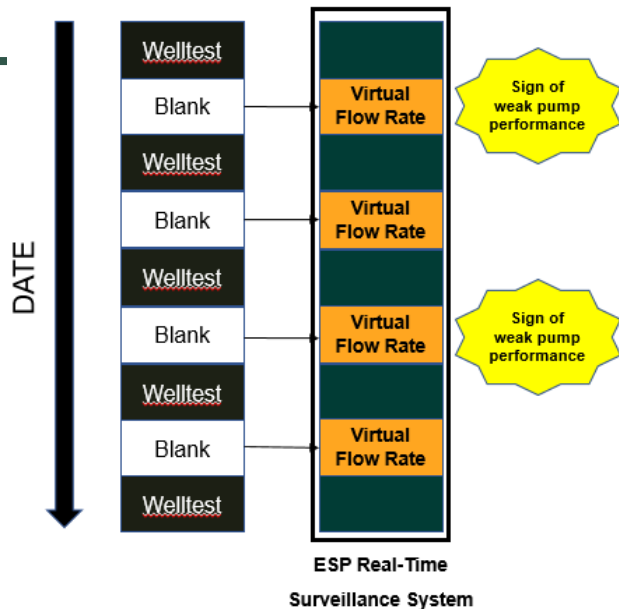 DATE
Welltest
Blank
Welltest
Blank
Welltest
Blank
Welltest
Blank
Welltest
Virtual
Flow Rate
Virtual
Flow Rate
Virtual
Flow Rate
Virtual
Flow Rate
ESP Real-Time
Surveillance System
Sign of
weak pump
performance
Sign of
weak pump
performance